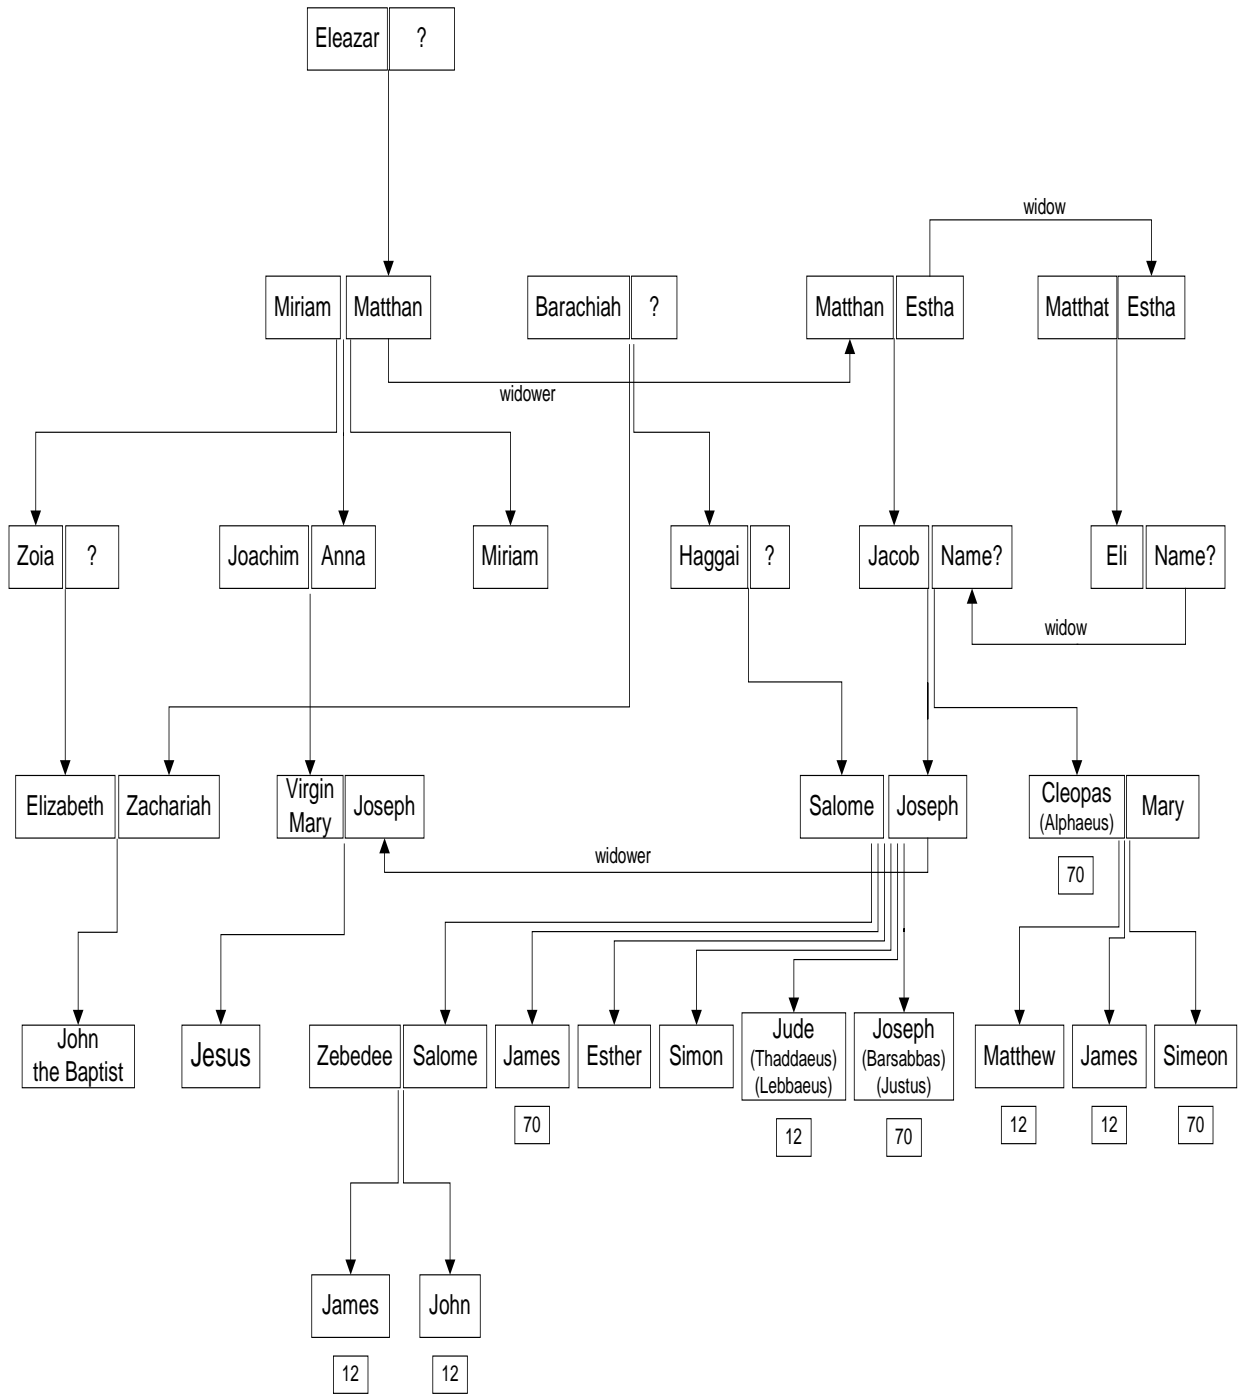 Eleazar ?
widow
Miriam Matthan Barachiah ? Matthan Estha Matthat Estha
widower
Zoia ? Joachim Anna Miriam Haggai ? Jacob Name? Eli Name?
widow
Elizabeth Zachariah Virgin
Mary Joseph Salome Joseph Cleopas
(Alphaeus) Mary
widower
70
John
the Baptist Jesus Zebedee Salome James Esther Simon Jude
(Thaddaeus)
(Lebbaeus) Joseph
(Barsabbas)
(Justus) Matthew James Simeon
70 12 70 12 12 70
James John
12 12